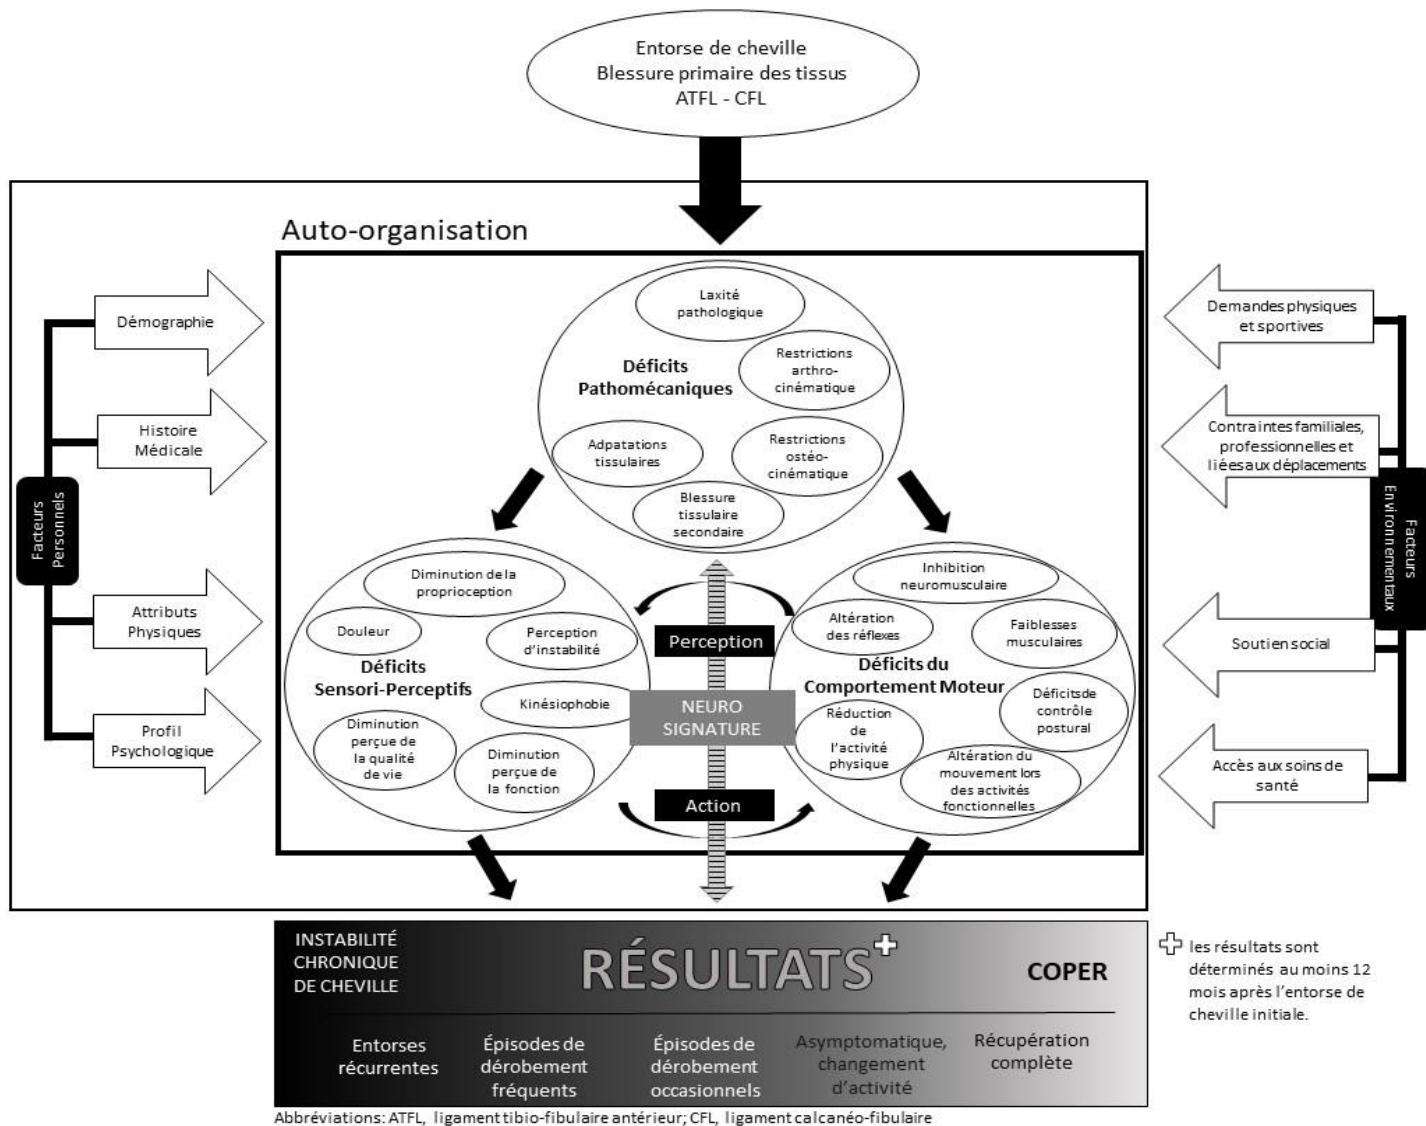 Entorse de cheville
Blessure primaire des tissus
ATFL - CFL
Auto-organisation
Facteurs
Personnels
Démographie
Histoire
Médicale
Attributs
Physiques
Profil
Psychologique
Laxité
pathologique
Déficits
Pathomécaniques
Restrictions
arthro-
cinématique
Adpatations
tissulaires
Restrictions
ostéo-
cinématique
Blessure
tissulaire
secondaire
Diminution de la
proprioception
Douleur
Perception
d'instabilité
Déficits
Sensori-Perceptifs
Kinésiophobie
Diminution
perçue de
la qualité
de vie
Diminution
perçue de
la fonction
Perception
NEURO
SIGNATURE
Action
Inhibition
neuromusculaire
Altération
des réflexes
Faiblesses
musculaires
Déficits du
Comportement Moteur
Déficits de
contrôle
postural
Réduction
de
l'activité
physique
Altération du
mouvement lors
des activités
fonctionnelles
Demandes physiques
et sportives
Contraintes familiales,
professionnelles et
liées aux déplacements
Facteurs
Environnementaux
Soutien social
Accès aux soins de
santé
INSTABILITÉ
CHRONIQUE
DE CHEVILLE
RÉSULTATS
COPER
Entorses
récurrentes
Épisodes de
dérobement
fréquents
Épisodes de
dérobement
occasionnels
Asymptomatique,
changement
d'activité
Récupération
complète
les résultats sont
déterminés au moins 12
mois après l'entorse de
cheville initiale.
Abbréviations: ATFL, ligament tibio-fibulaire antérieur; CFL, ligament calcanéo-fibulaire